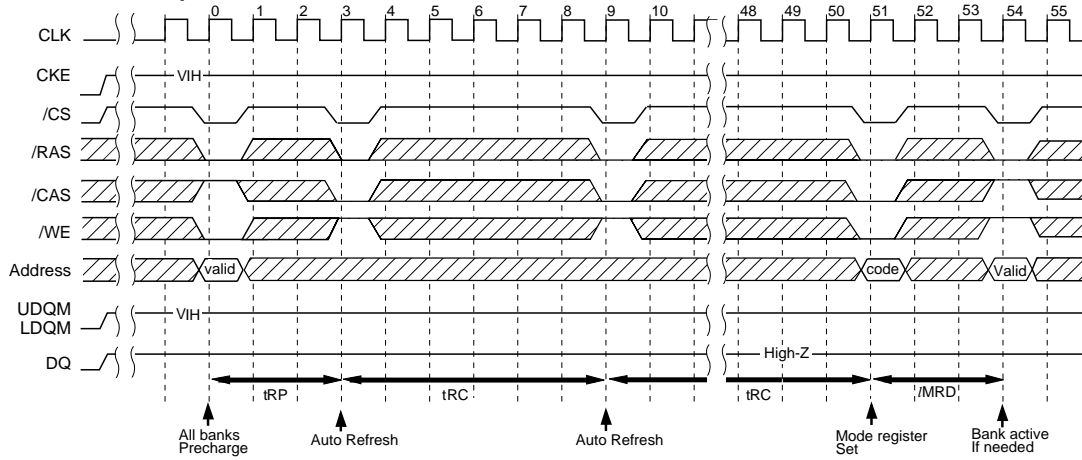 0 1 2 3 4 5 6 7 8 9 10 48 49 50 51 52 53 54 55
CLK
CKE VIH
/CS
/RAS
/CAS
/WE
Address valid code Valid
UDQM
LDQM VIH
DQ High-Z
tRP tRC tRC lMRD
All banks
Precharge
Auto Refresh
Auto Refresh
Mode register
Set
Bank active
If needed